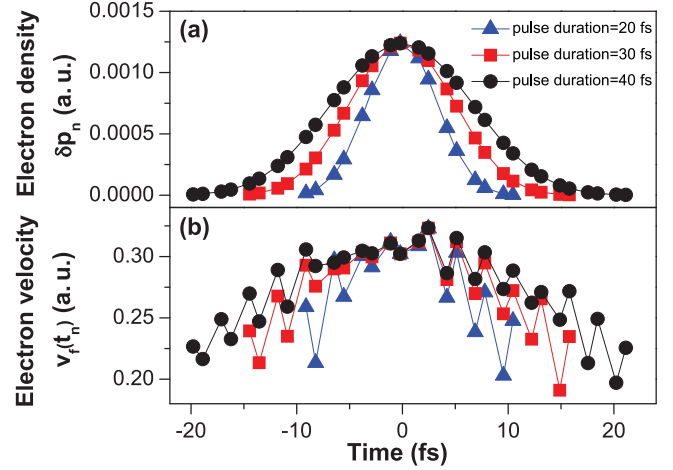 (a)
pulse duration=20 fs
pulse duration=30 fs
pulse duration=40 fs
Electron density
δpₙ (a. u.)
0.0015
0.0010
0.0005
0.0000
(b)
Electron velocity
v_f(tₙ) (a. u.)
0.30
0.25
0.20
-20 -10 0 10 20
Time (fs)